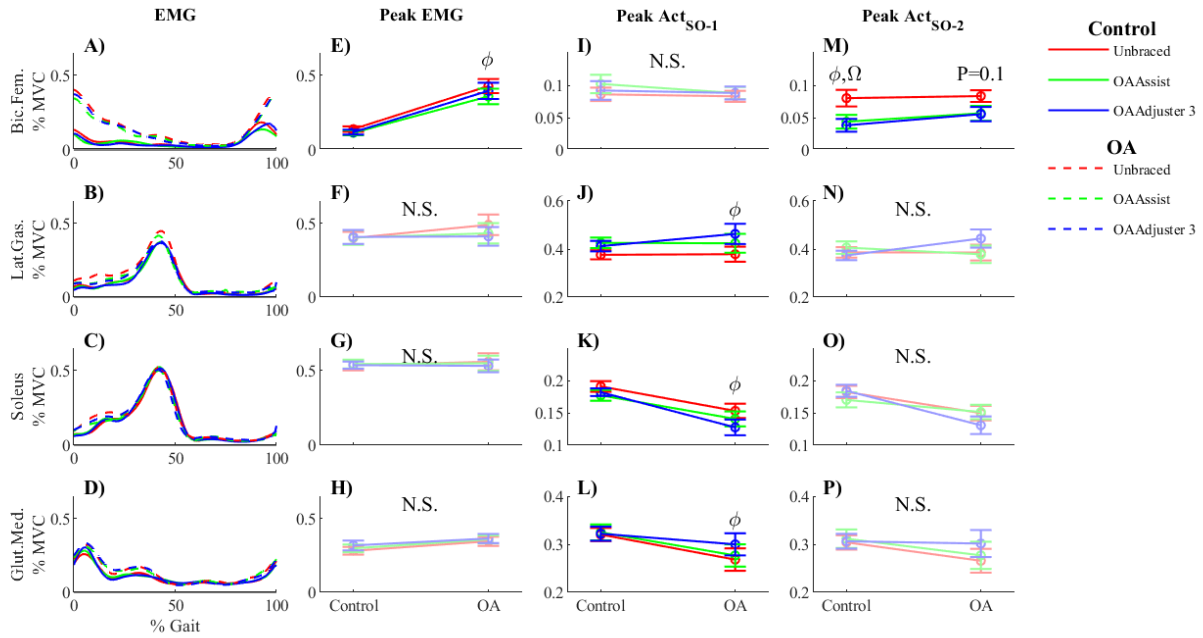 EMG
Peak EMG
Peak Act SO-1
Peak Act SO-2
Control
Unbraced
OAAssist
OAAdjuster 3
OA
Unbraced
OAAssist
OAAdjuster 3
A)
Bic.Fem.
% MVC
0.5
0
0
50
100
E)
0.5
0
ϕ
I)
N.S.
0.15
0.1
0.05
0
M)
ϕ,Ω
P=0.1
0.15
0.1
0.05
0
B)
Lat.Gas.
% MVC
0.5
0
0
50
100
F)
N.S.
0.5
0
J)
ϕ
0.6
0.4
0.2
N)
N.S.
0.6
0.4
0.2
C)
Soleus
% MVC
0.5
0
0
50
100
G)
N.S.
0.5
0
K)
ϕ
0.2
0.15
0.1
O)
N.S.
0.2
0.15
0.1
D)
Glut.Med.
% MVC
0.5
0
0
50
100
% Gait
H)
N.S.
0.5
0
Control
OA
L)
ϕ
0.4
0.3
0.2
Control
OA
P)
N.S.
0.4
0.3
0.2
Control
OA